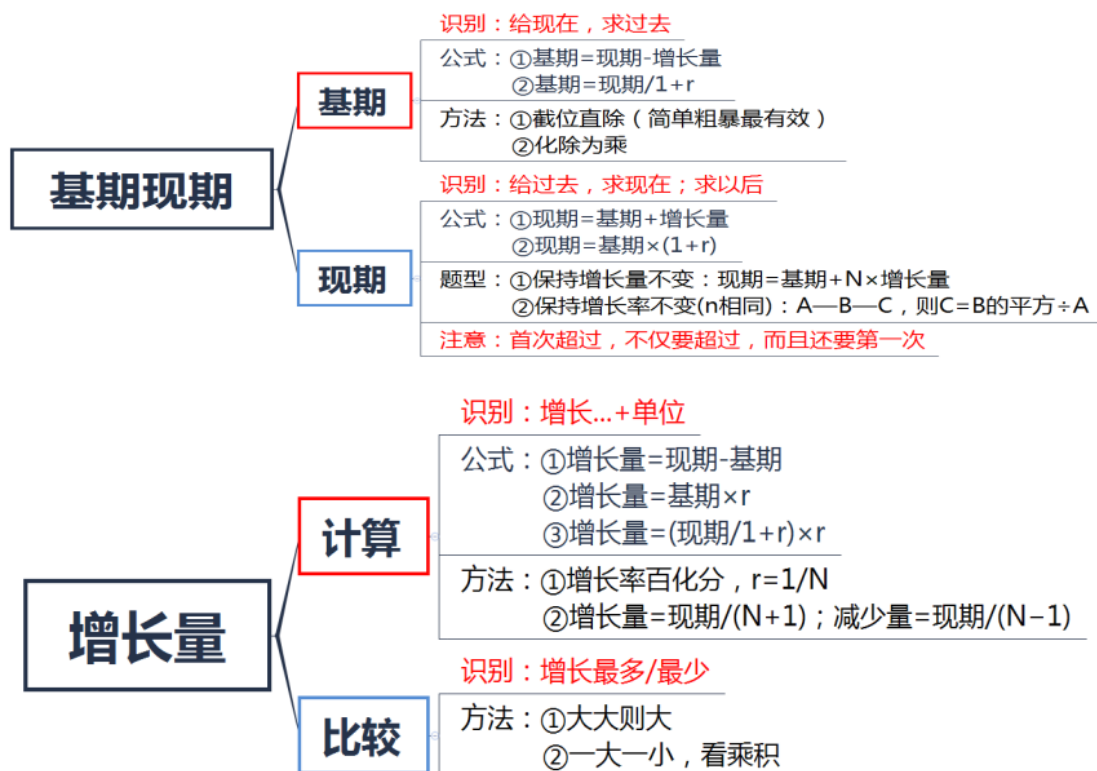 基期现期
基期
识别：给现在，求过去
公式：①基期=现期-增长量
②基期=现期/1+r
方法：①截位直除（简单粗暴最有效）
②化除为乘
现期
识别：给过去，求现在；求以后
公式：①现期=基期+增长量
②现期=基期×(1+r)
题型：①保持增长量不变：现期=基期+N×增长量
②保持增长率不变(n相同)：A—B—C，则C=B的平方÷A
注意：首次超过，不仅要超过，而且还要第一次
增长量
计算
识别：增长...+单位
公式：①增长量=现期-基期
②增长量=基期×r
③增长量=(现期/1+r)×r
方法：①增长率百化分，r=1/N
②增长量=现期/(N+1)；减少量=现期/(N−1)
比较
识别：增长最多/最少
方法：①大大则大
②一大一小，看乘积